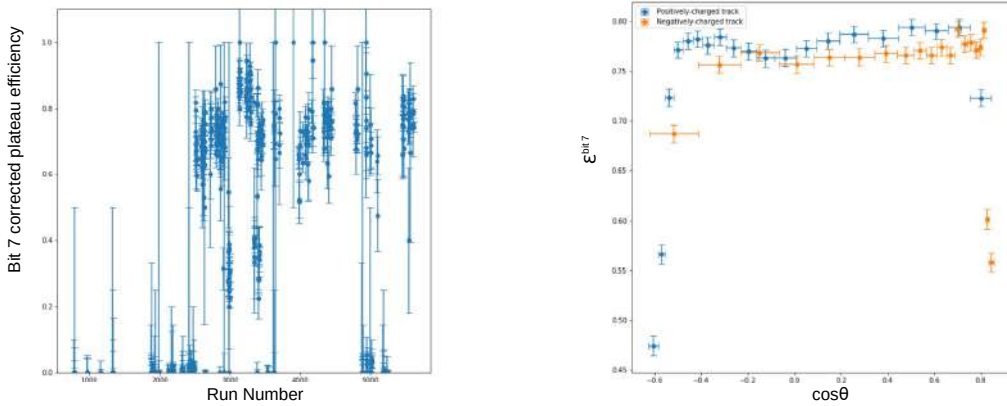 Bit 7 corrected plateau efficiency
1.0
0.8
0.6
0.4
0.2
0.0
1000 2000 3000 4000 5000
Run Number
Positively-charged track
Negatively-charged track
ε^bit 7
0.80
0.75
0.70
0.65
0.60
0.55
0.50
0.45
−0.6 −0.4 −0.2 0.0 0.2 0.4 0.6 0.8
cosθ